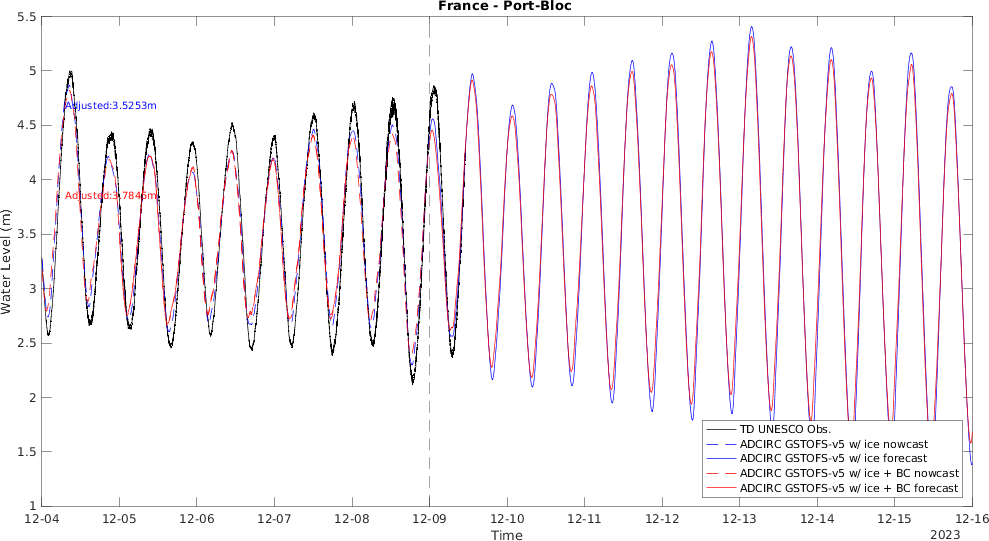 France - Port-Bloc
5.5
5
4.5
4
3.5
3
2.5
2
1.5
1
Water Level (m)
Adjusted:3.5253m
Adjusted:3.7845m
TD UNESCO Obs.
ADCIRC GSTOFS-v5 w/ ice nowcast
ADCIRC GSTOFS-v5 w/ ice forecast
ADCIRC GSTOFS-v5 w/ ice + BC nowcast
ADCIRC GSTOFS-v5 w/ ice + BC forecast
12-04 12-05 12-06 12-07 12-08 12-09 12-10 12-11 12-12 12-13 12-14 12-15 12-16
Time
2023